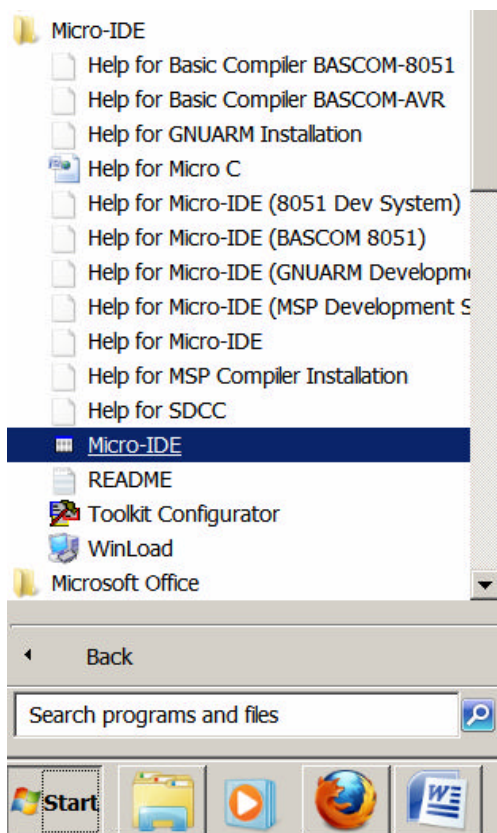 Micro-IDE
Help for Basic Compiler BASCOM-8051
Help for Basic Compiler BASCOM-AVR
Help for GNUARM Installation
Help for Micro C
Help for Micro-IDE (8051 Dev System)
Help for Micro-IDE (BASCOM 8051)
Help for Micro-IDE (GNUARM Developme
Help for Micro-IDE (MSP Development S
Help for Micro-IDE
Help for MSP Compiler Installation
Help for SDCC
Micro-IDE
README
Toolkit Configurator
WinLoad
Microsoft Office
Back
Search programs and files
Start